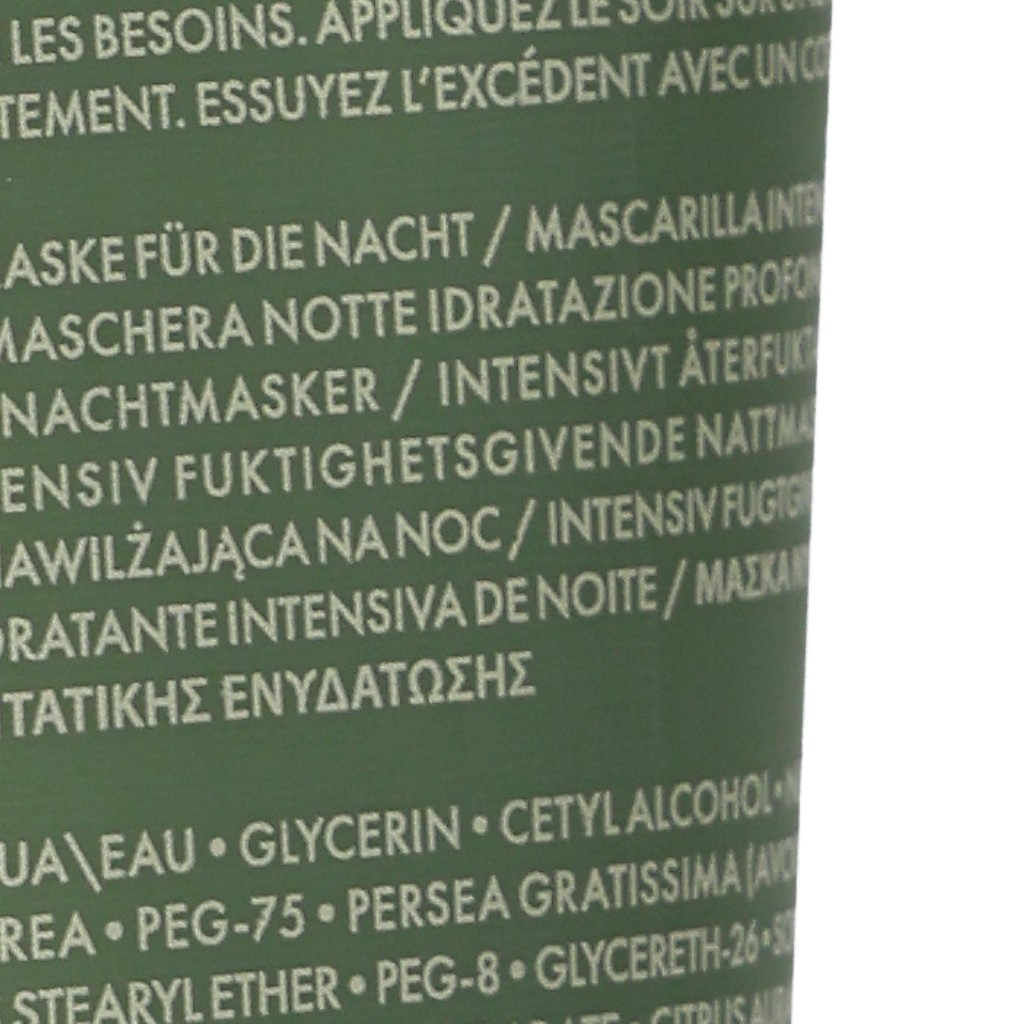 LES BESOINS. APPLIQUEZ LE SOIR SUR
TEMENT. ESSUYEZ L'EXCÉDENT AVEC UN
ASKE FÜR DIE NACHT / MASCARILLA
MASCHERA NOTTE IDRATAZIONE
NACHTMASKER / INTENSIVT
ENSIV FUKTIGHETSGIVENDE
NAWILŻAJĄCA NA NOC / INTENSIV
DRATANTE INTENSIVA DE NOITE / ΜΑΣΚΑ
ΤΑΤΙΚΗΣ ΕΝΥΔΑΤΩΣΗΣ
UA\EAU • GLYCERIN • CETYL ALCOHOL •
REA • PEG-75 • PERSEA GRATISSIMA
STEARYL ETHER • PEG-8 • GLYCERETH-26 •
• CITRUS